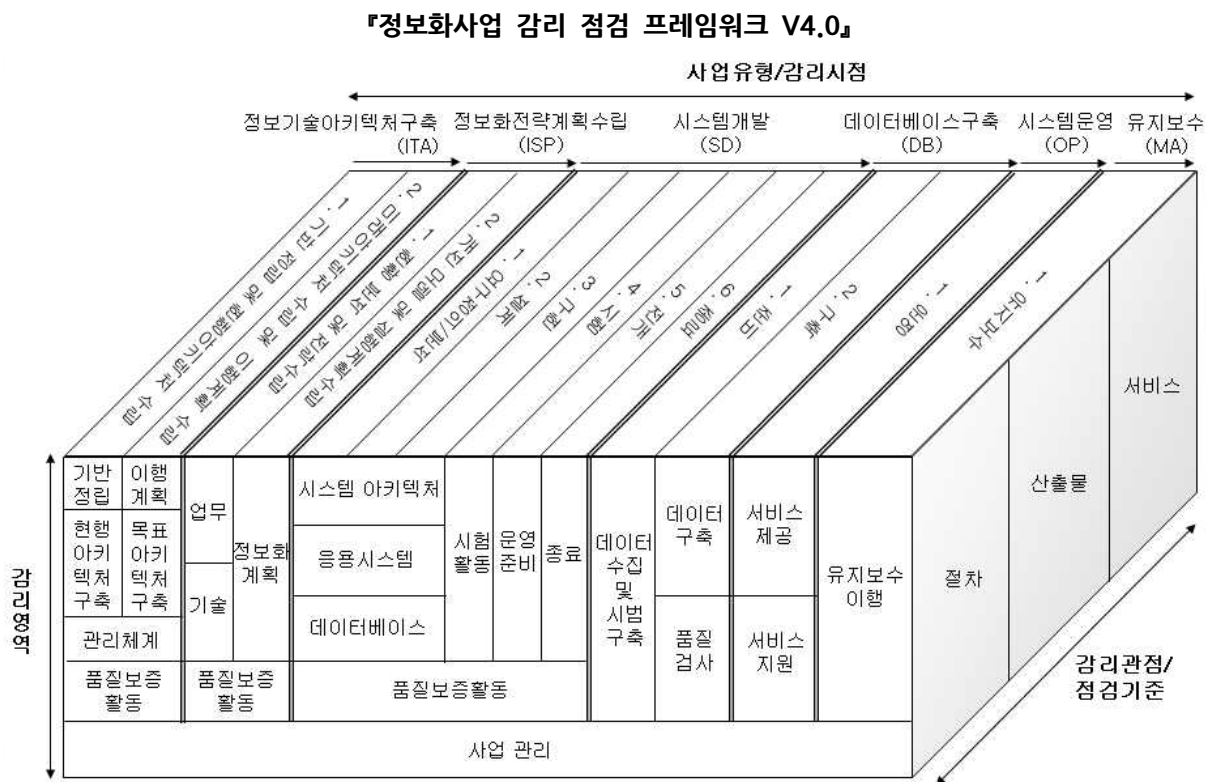 『정보화사업 감리 점검 프레임워크 V4.0』
사업유형/감리시점
정보기술아키텍처구축
(ITA)
정보화전략계획수립
(ISP)
시스템개발
(SD)
데이터베이스구축
(DB)
시스템운영
(OP)
유지보수
(MA)
1. 기반 정립 및 현행아키텍처 수립
2. 미래아키텍처 수립 및 이행계획 수립
1. 현황 분석 및 전략수립
2. 개선 모델 및 실행계획수립
1. 요구정의/분석
2. 설계
3. 구현
4. 시험
5. 전개
6. 종료
1. 준비
2. 구축
1. 운영
1. 유지보수
감리영역
기반
정립
이행
계획
현행
아키
텍처
구축
목표
아키
텍처
구축
관리체계
품질보증
활동
업무
기술
정보화
계획
품질보증
활동
시스템 아키텍처
응용시스템
데이터베이스
시험
활동
운영
준비
종료
품질보증활동
데이터
수집
및
시범
구축
데이터
구축
품질
검사
서비스
제공
서비스
지원
유지보수
이행
사업 관리
절차
산출물
서비스
감리관점/
점검기준